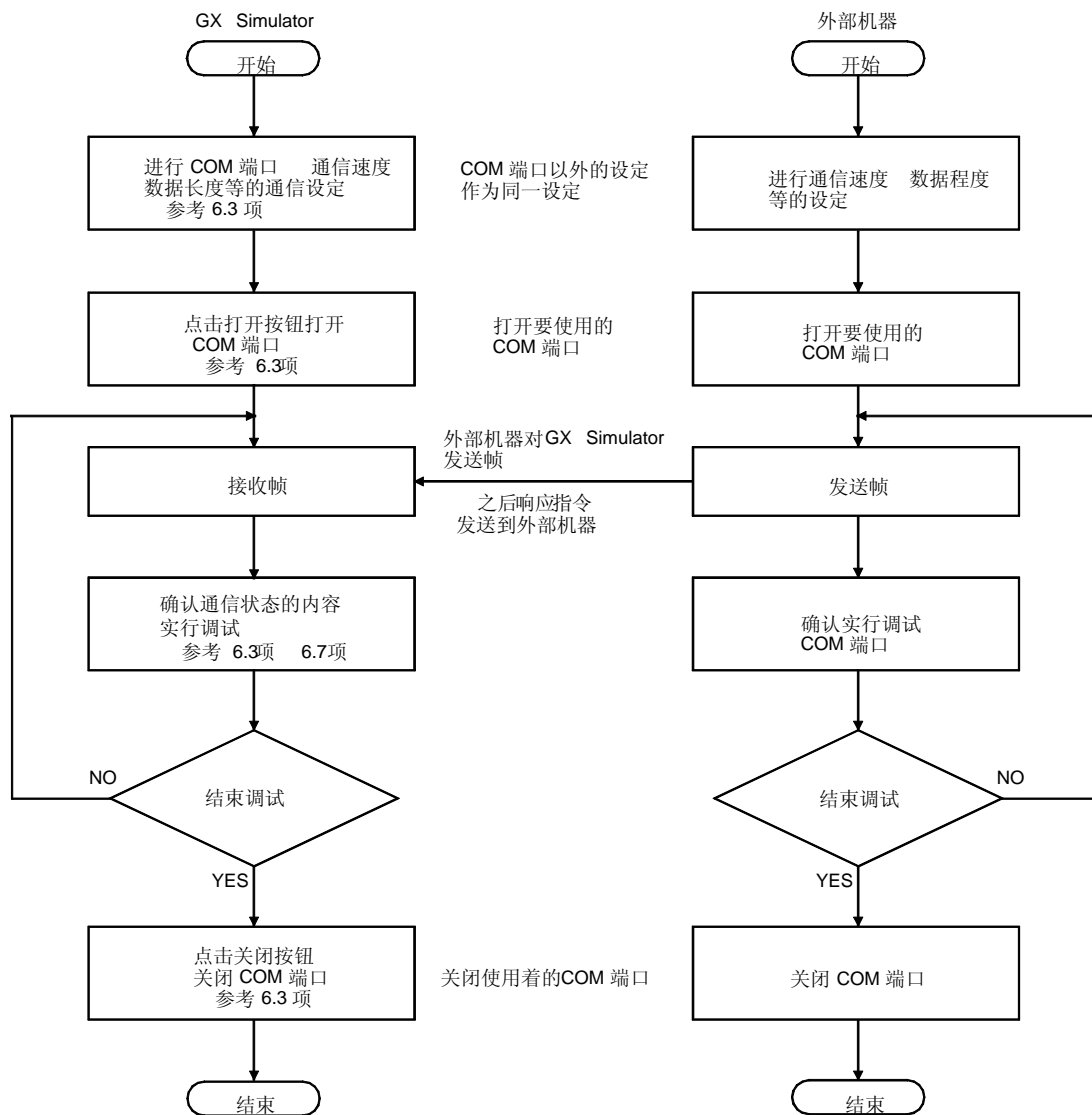 GX Simulator
外部机器
开始
开始
进行 COM 端口 通信速度
数据长度等的通信设定
参考 6.3 项
COM 端口以外的设定
作为同一设定
进行通信速度 数据程度
等的设定
点击打开按钮打开
COM 端口
参考 6.3项
打开要使用的
COM 端口
打开要使用的
COM 端口
外部机器对GX Simulator
发送帧
接收帧
发送帧
之后响应指令
发送到外部机器
确认通信状态的内容
实行调试
参考 6.3项 6.7项
确认实行调试
COM 端口
NO
结束调试
结束调试
NO
YES
YES
点击关闭按钮
关闭 COM 端口
参考 6.3 项
关闭使用着的COM 端口
关闭 COM 端口
结束
结束